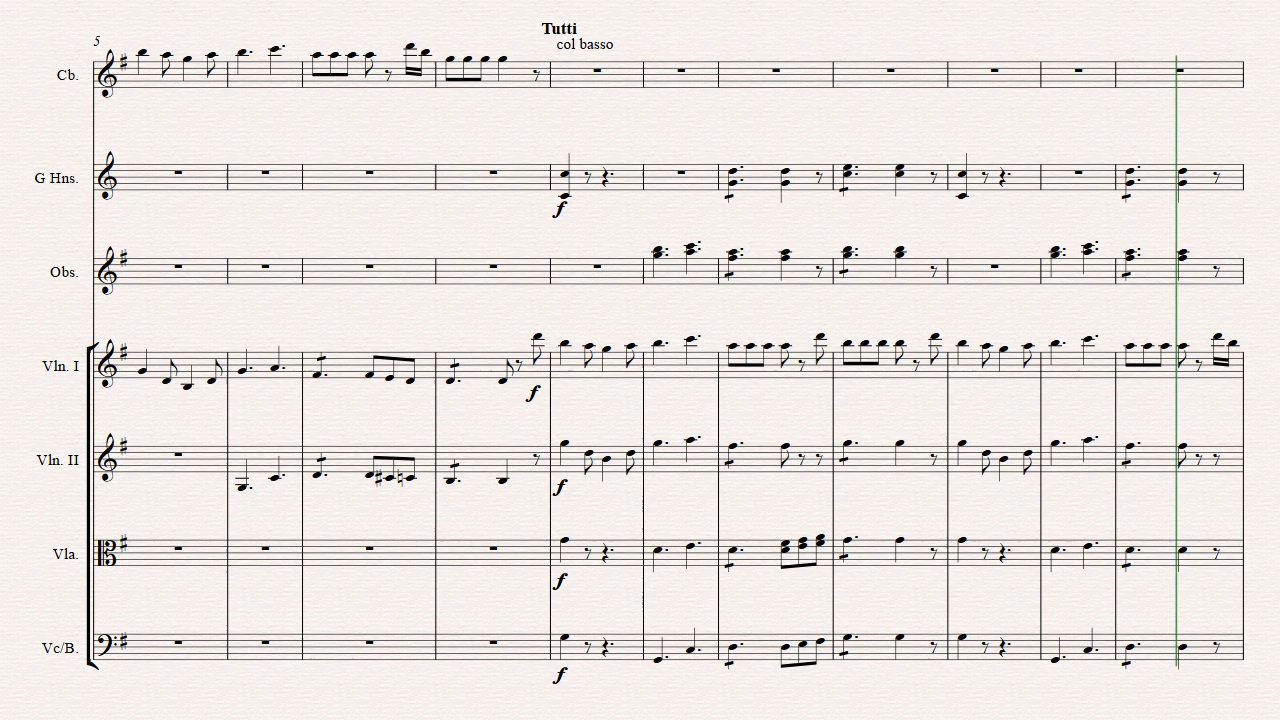 Tutti
col basso
5
Cb.
G Hns.
f
Obs.
Vln. I
f
Vln. II
f
Vla.
f
Vc/B.
f